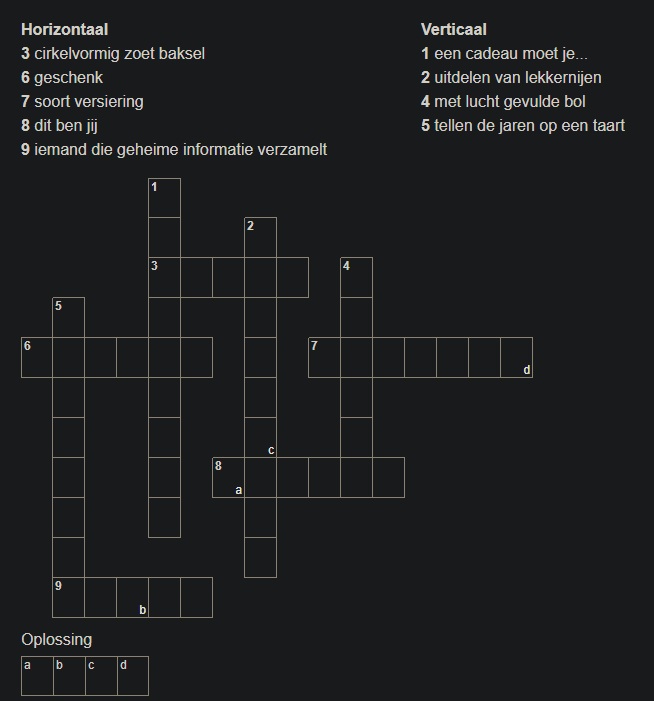 Horizontaal
3 cirkelvormig zoet baksel
6 geschenk
7 soort versiering
8 dit ben jij
9 iemand die geheime informatie verzamelt
Verticaal
1 een cadeau moet je...
2 uitdelen van lekkernijen
4 met lucht gevulde bol
5 tellen de jaren op een taart
1
2
3
4
5
6
7
d
c
8
a
9
b
Oplossing
a b c d